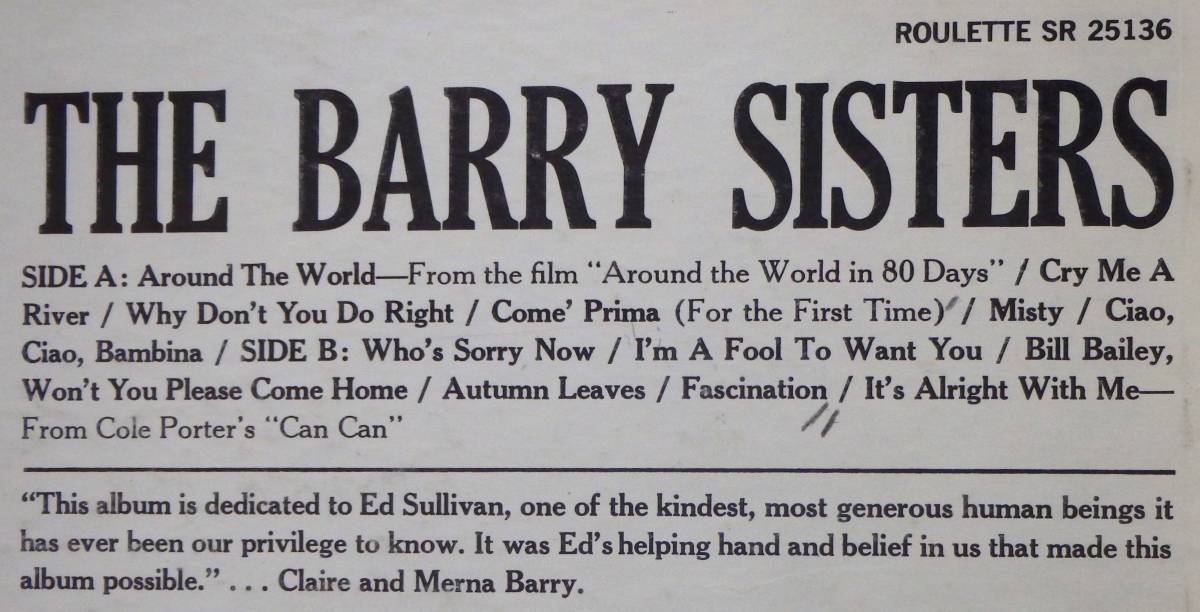 ROULETTE SR 25136
THE BARRY SISTERS
SIDE A: Around The World—From the film “Around the World in 80 Days” / Cry Me A
River / Why Don’t You Do Right / Come’ Prima (For the First Time) / Misty / Ciao,
Ciao, Bambina / SIDE B: Who’s Sorry Now / I’m A Fool To Want You / Bill Bailey,
Won’t You Please Come Home / Autumn Leaves / Fascination / It’s Alright With Me—
From Cole Porter’s “Can Can”
“This album is dedicated to Ed Sullivan, one of the kindest, most generous human beings it
has ever been our privilege to know. It was Ed’s helping hand and belief in us that made this
album possible.” . . . Claire and Merna Barry.